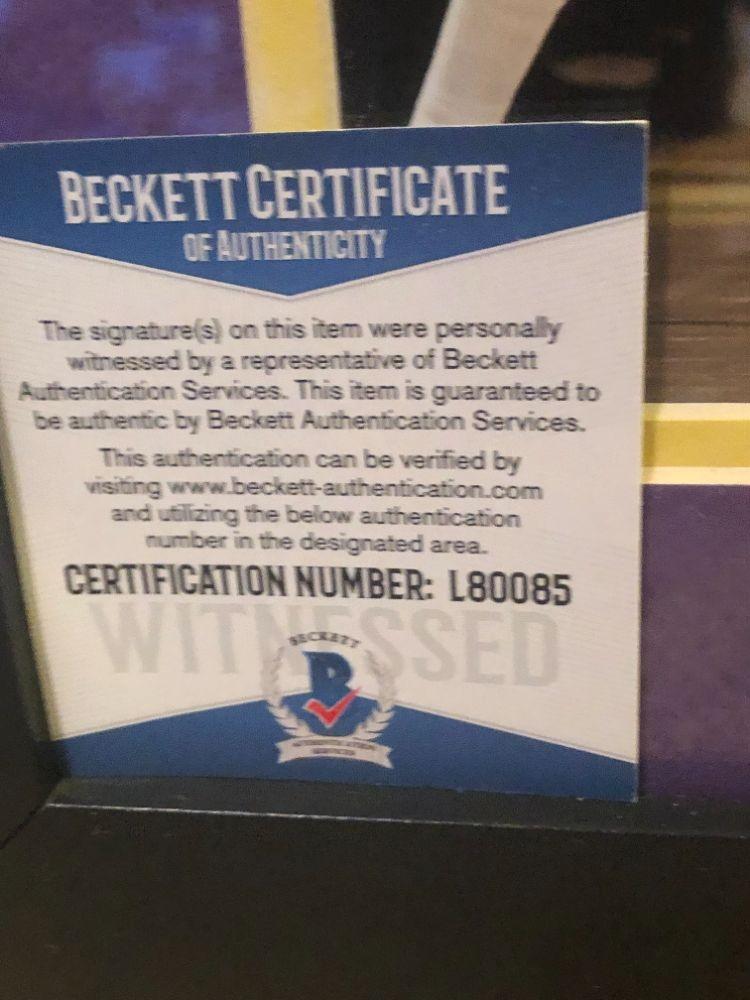 BECKETT CERTIFICATE
OF AUTHENTICITY
The signature(s) on this item were personally
witnessed by a representative of Beckett
Authentication Services. This item is guaranteed to
be authentic by Beckett Authentication Services.
This authentication can be verified by
visiting www.beckett-authentication.com
and utilizing the below authentication
number in the designated area.
CERTIFICATION NUMBER: L80085
WITNESSED
BECKETT
B
AUTHENTICATION
SERVICES